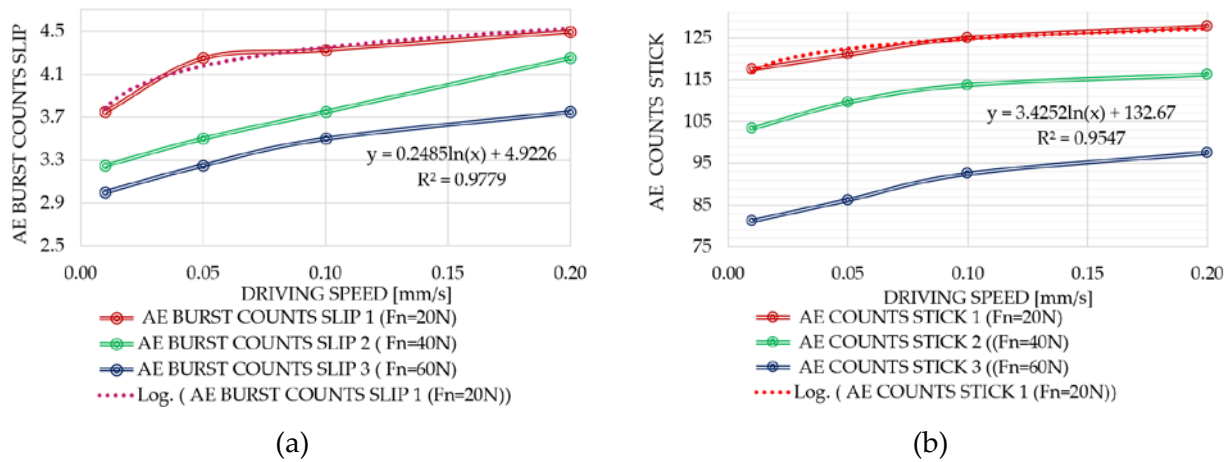 AE BURST COUNTS SLIP
4.5
4.1
3.7
3.3
2.9
2.5
y = 0.2485ln(x) + 4.9226
R² = 0.9779
0.00 0.05 0.10 0.15 0.20
DRIVING SPEED [mm/s]
AE BURST COUNTS SLIP 1 (Fn=20N)
AE BURST COUNTS SLIP 2 ( Fn=40N)
AE BURST COUNTS SLIP 3 ( Fn=60N)
Log. ( AE BURST COUNTS SLIP 1 (Fn=20N))
(a)
AE COUNTS STICK
125
115
105
95
85
75
y = 3.4252ln(x) + 132.67
R² = 0.9547
0.00 0.05 0.10 0.15 0.20
DRIVING SPEED [mm/s]
AE COUNTS STICK 1 (Fn=20N)
AE COUNTS STICK 2 ((Fn=40N)
AE COUNTS STICK 3 ((Fn=60N)
Log. ( AE COUNTS STICK 1 (Fn=20N))
(b)